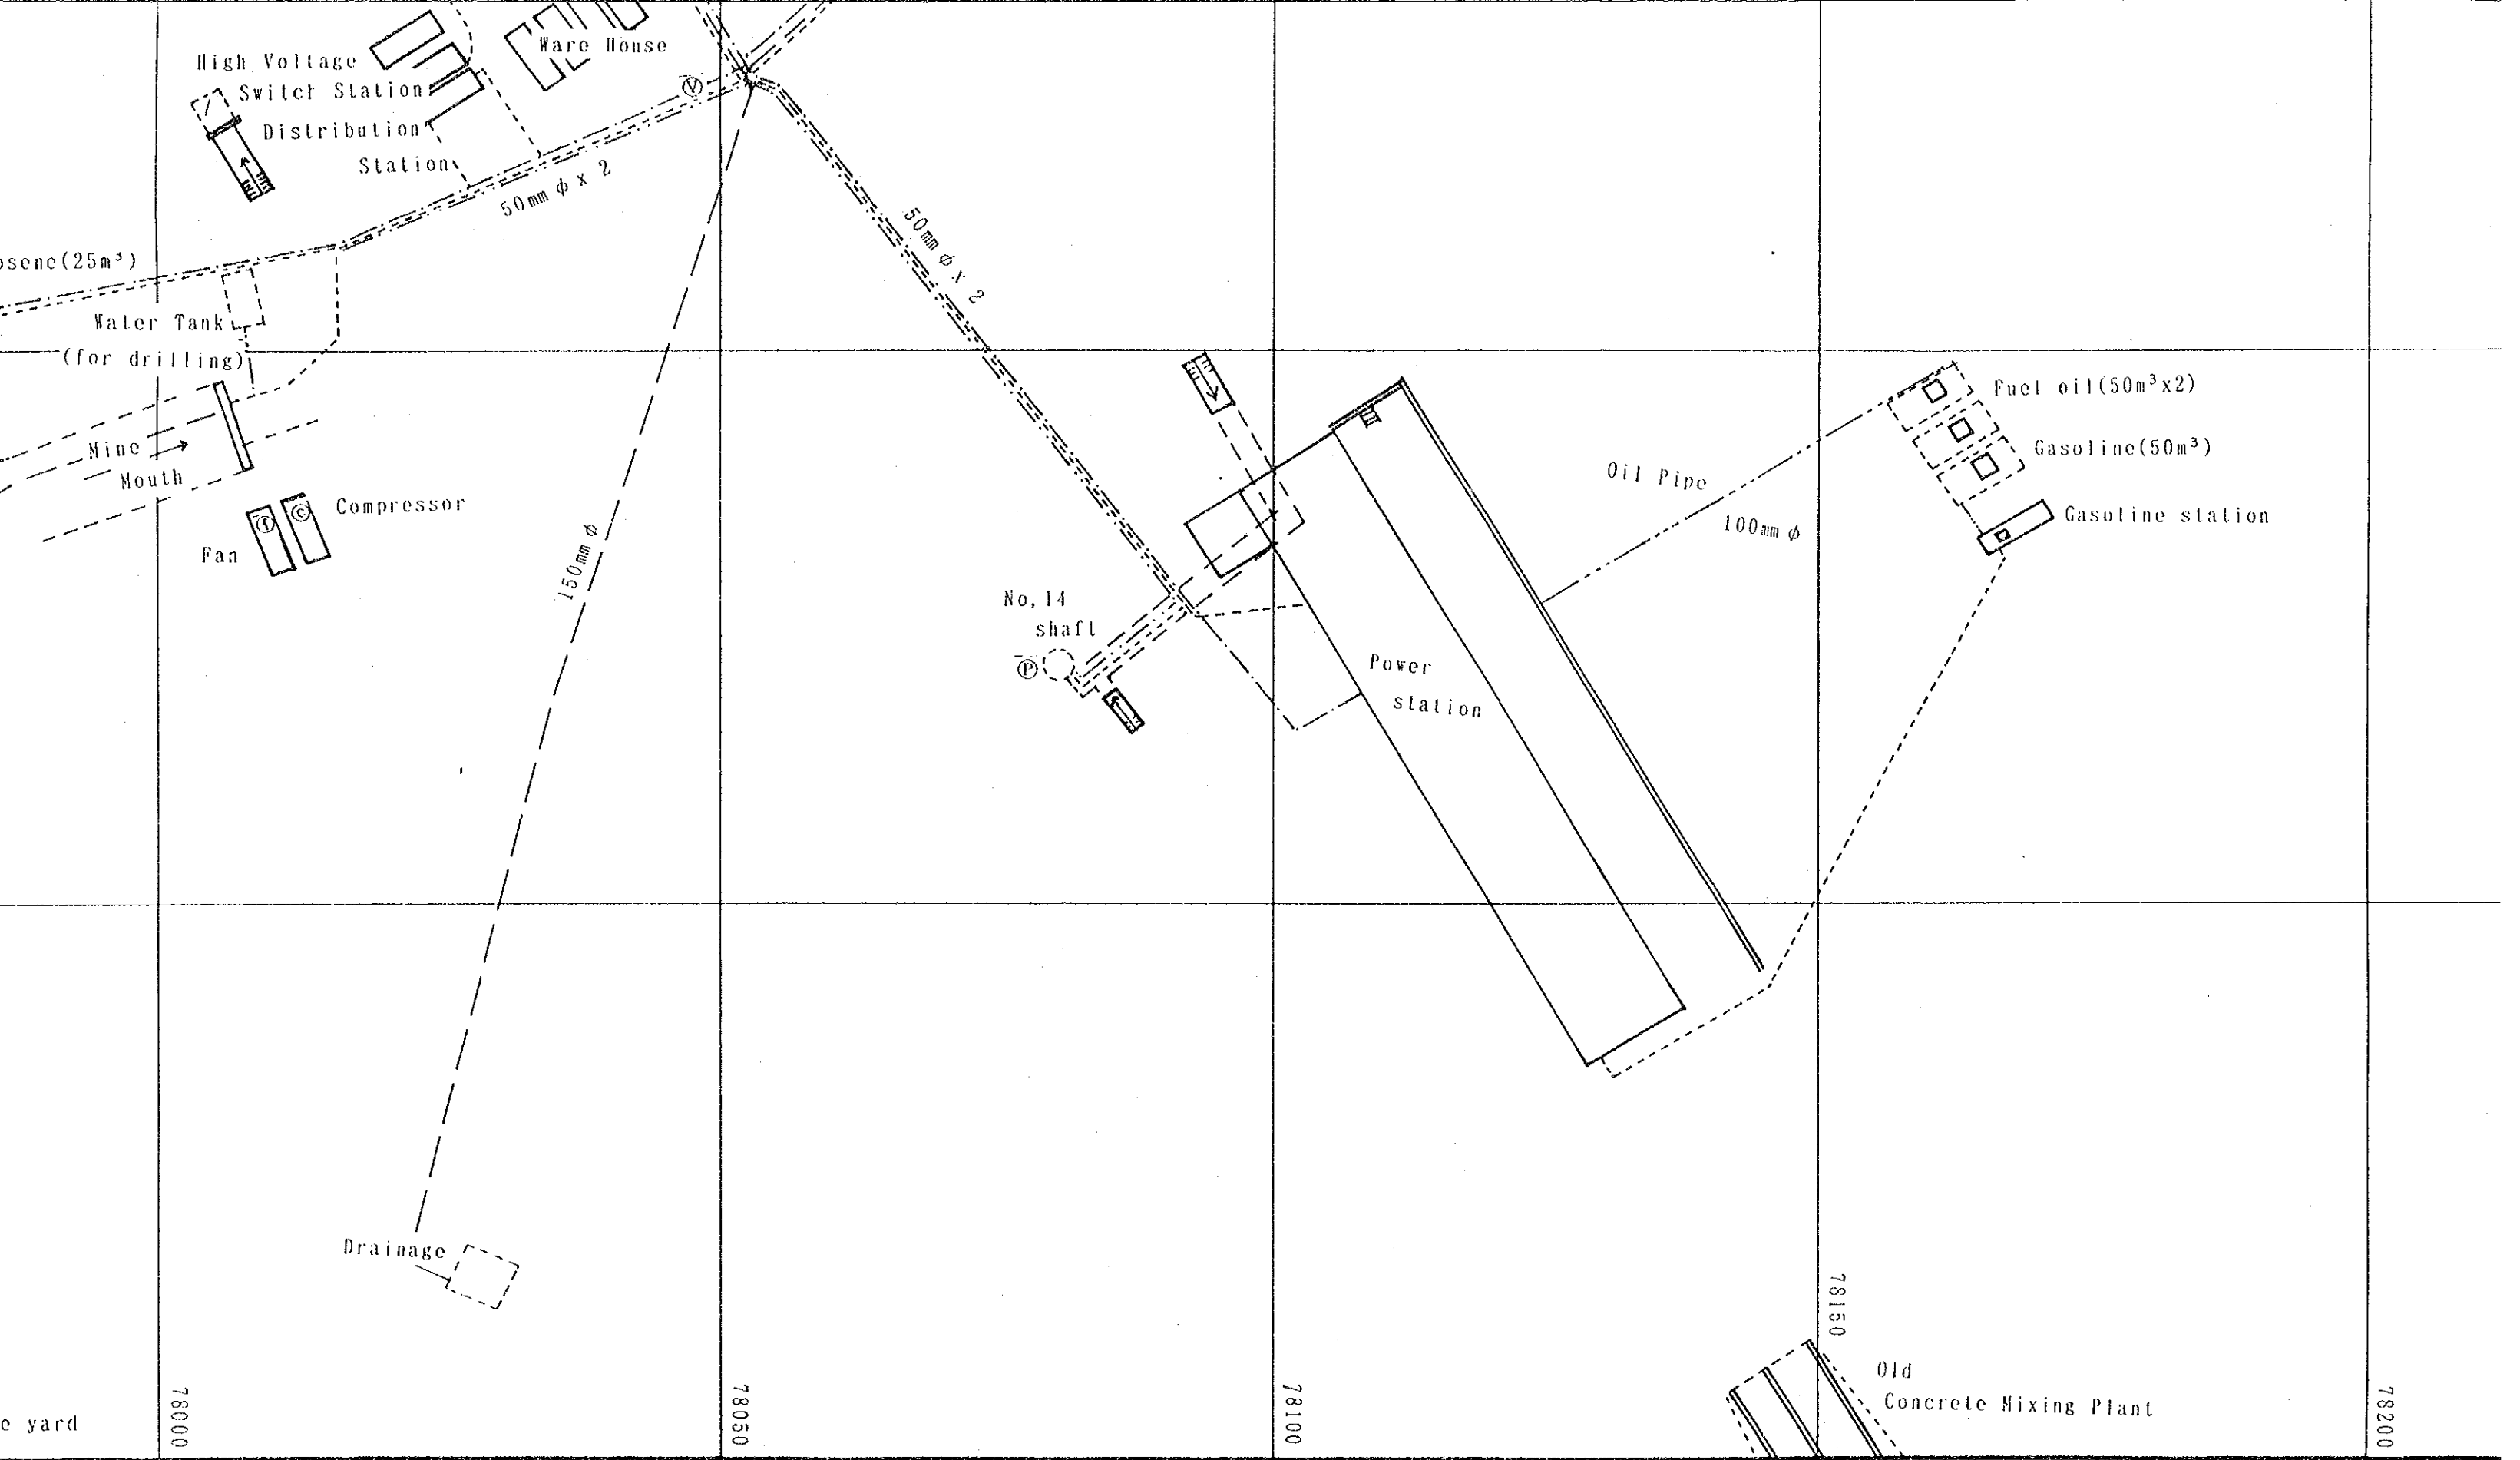 Ware House
High Voltage
Switch Station
Distribution
Station
V
50mm φ x 2
50mm φ x 2
osene(25m³)
Water Tank
(for drilling)
Mine
Mouth
f
c
Compressor
Fan
150mm φ
No,14
shaft
P
Power
station
Oil Pipe
100mm φ
Fuel oil(50m³x2)
Gasoline(50m³)
Gasoline station
Drainage
Old
Concrete Mixing Plant
e yard
78000
78050
78100
78150
78200